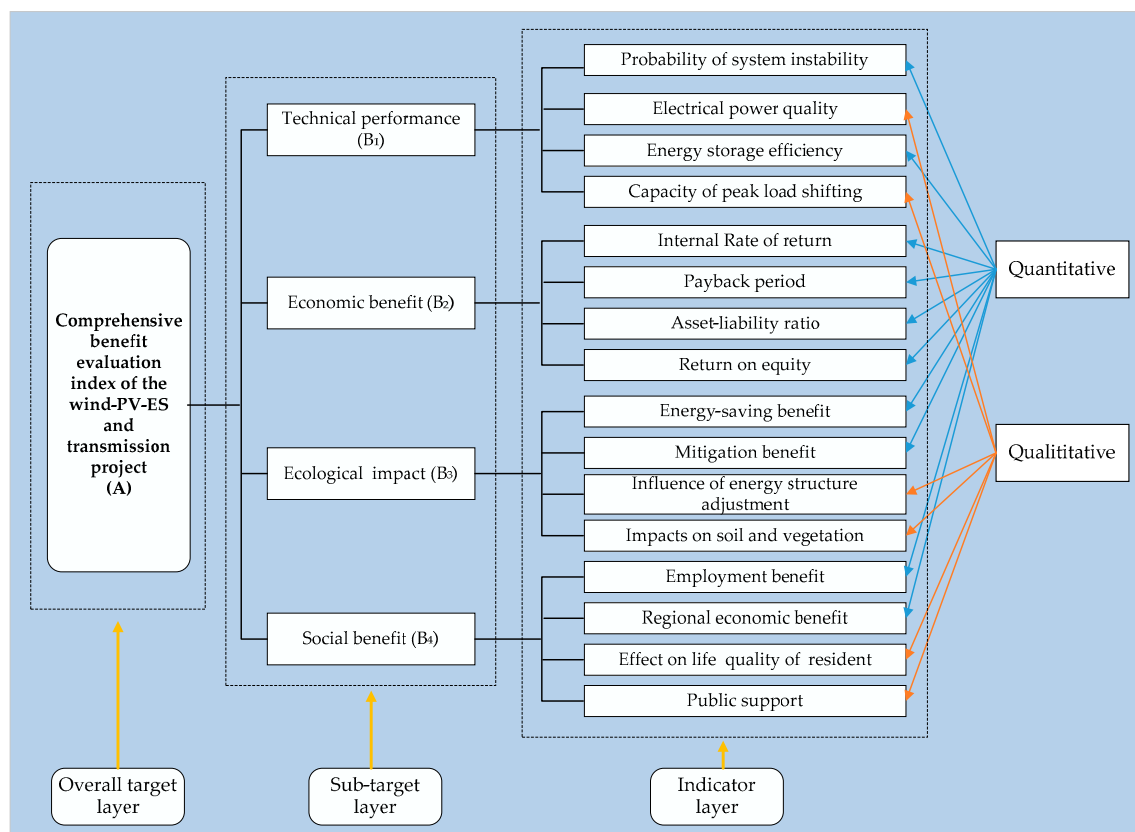 Comprehensive
benefit
evaluation
index of the
wind-PV-ES
and
transmission
project
(A)
Technical performance
(B1)
Economic benefit (B2)
Ecological impact (B3)
Social benefit (B4)
Probability of system instability
Electrical power quality
Energy storage efficiency
Capacity of peak load shifting
Internal Rate of return
Payback period
Asset-liability ratio
Return on equity
Energy-saving benefit
Mitigation benefit
Influence of energy structure
adjustment
Impacts on soil and vegetation
Employment benefit
Regional economic benefit
Effect on life quality of resident
Public support
Quantitative
Qualititative
Overall target
layer
Sub-target
layer
Indicator
layer